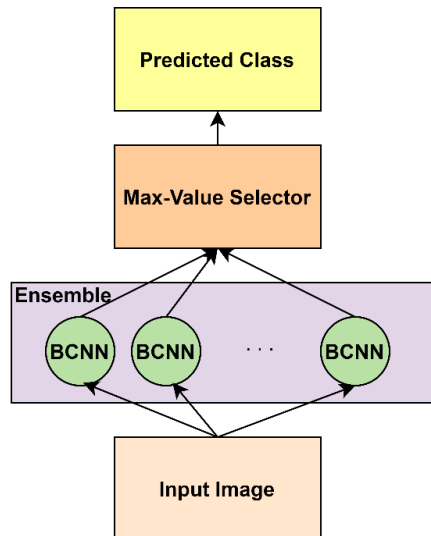 Predicted Class
Max-Value Selector
Ensemble
BCNN BCNN . . . BCNN
Input Image